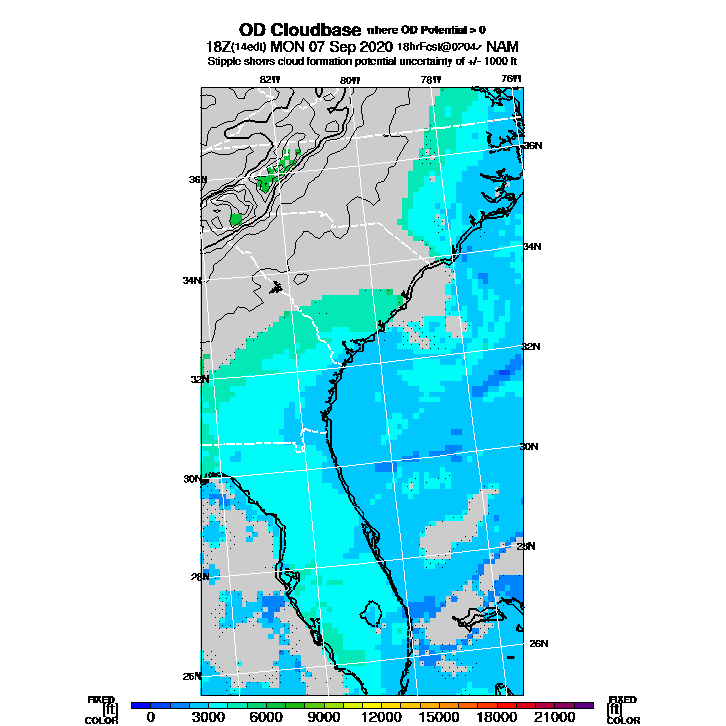 OD Cloudbase where OD Potential > 0
18Z(14edt) MON 07 Sep 2020 18hrFcst@0704z NAM
Stipple shows cloud formation potential uncertainty of +/- 1000 ft
82W 80W 78W 76W
36N 36N
34N 34N
32N 32N
30N 30N
28N 28N
26N 26N
FIXED FIXED
[ft] [ft]
COLOR COLOR
0 3000 6000 9000 12000 15000 18000 21000